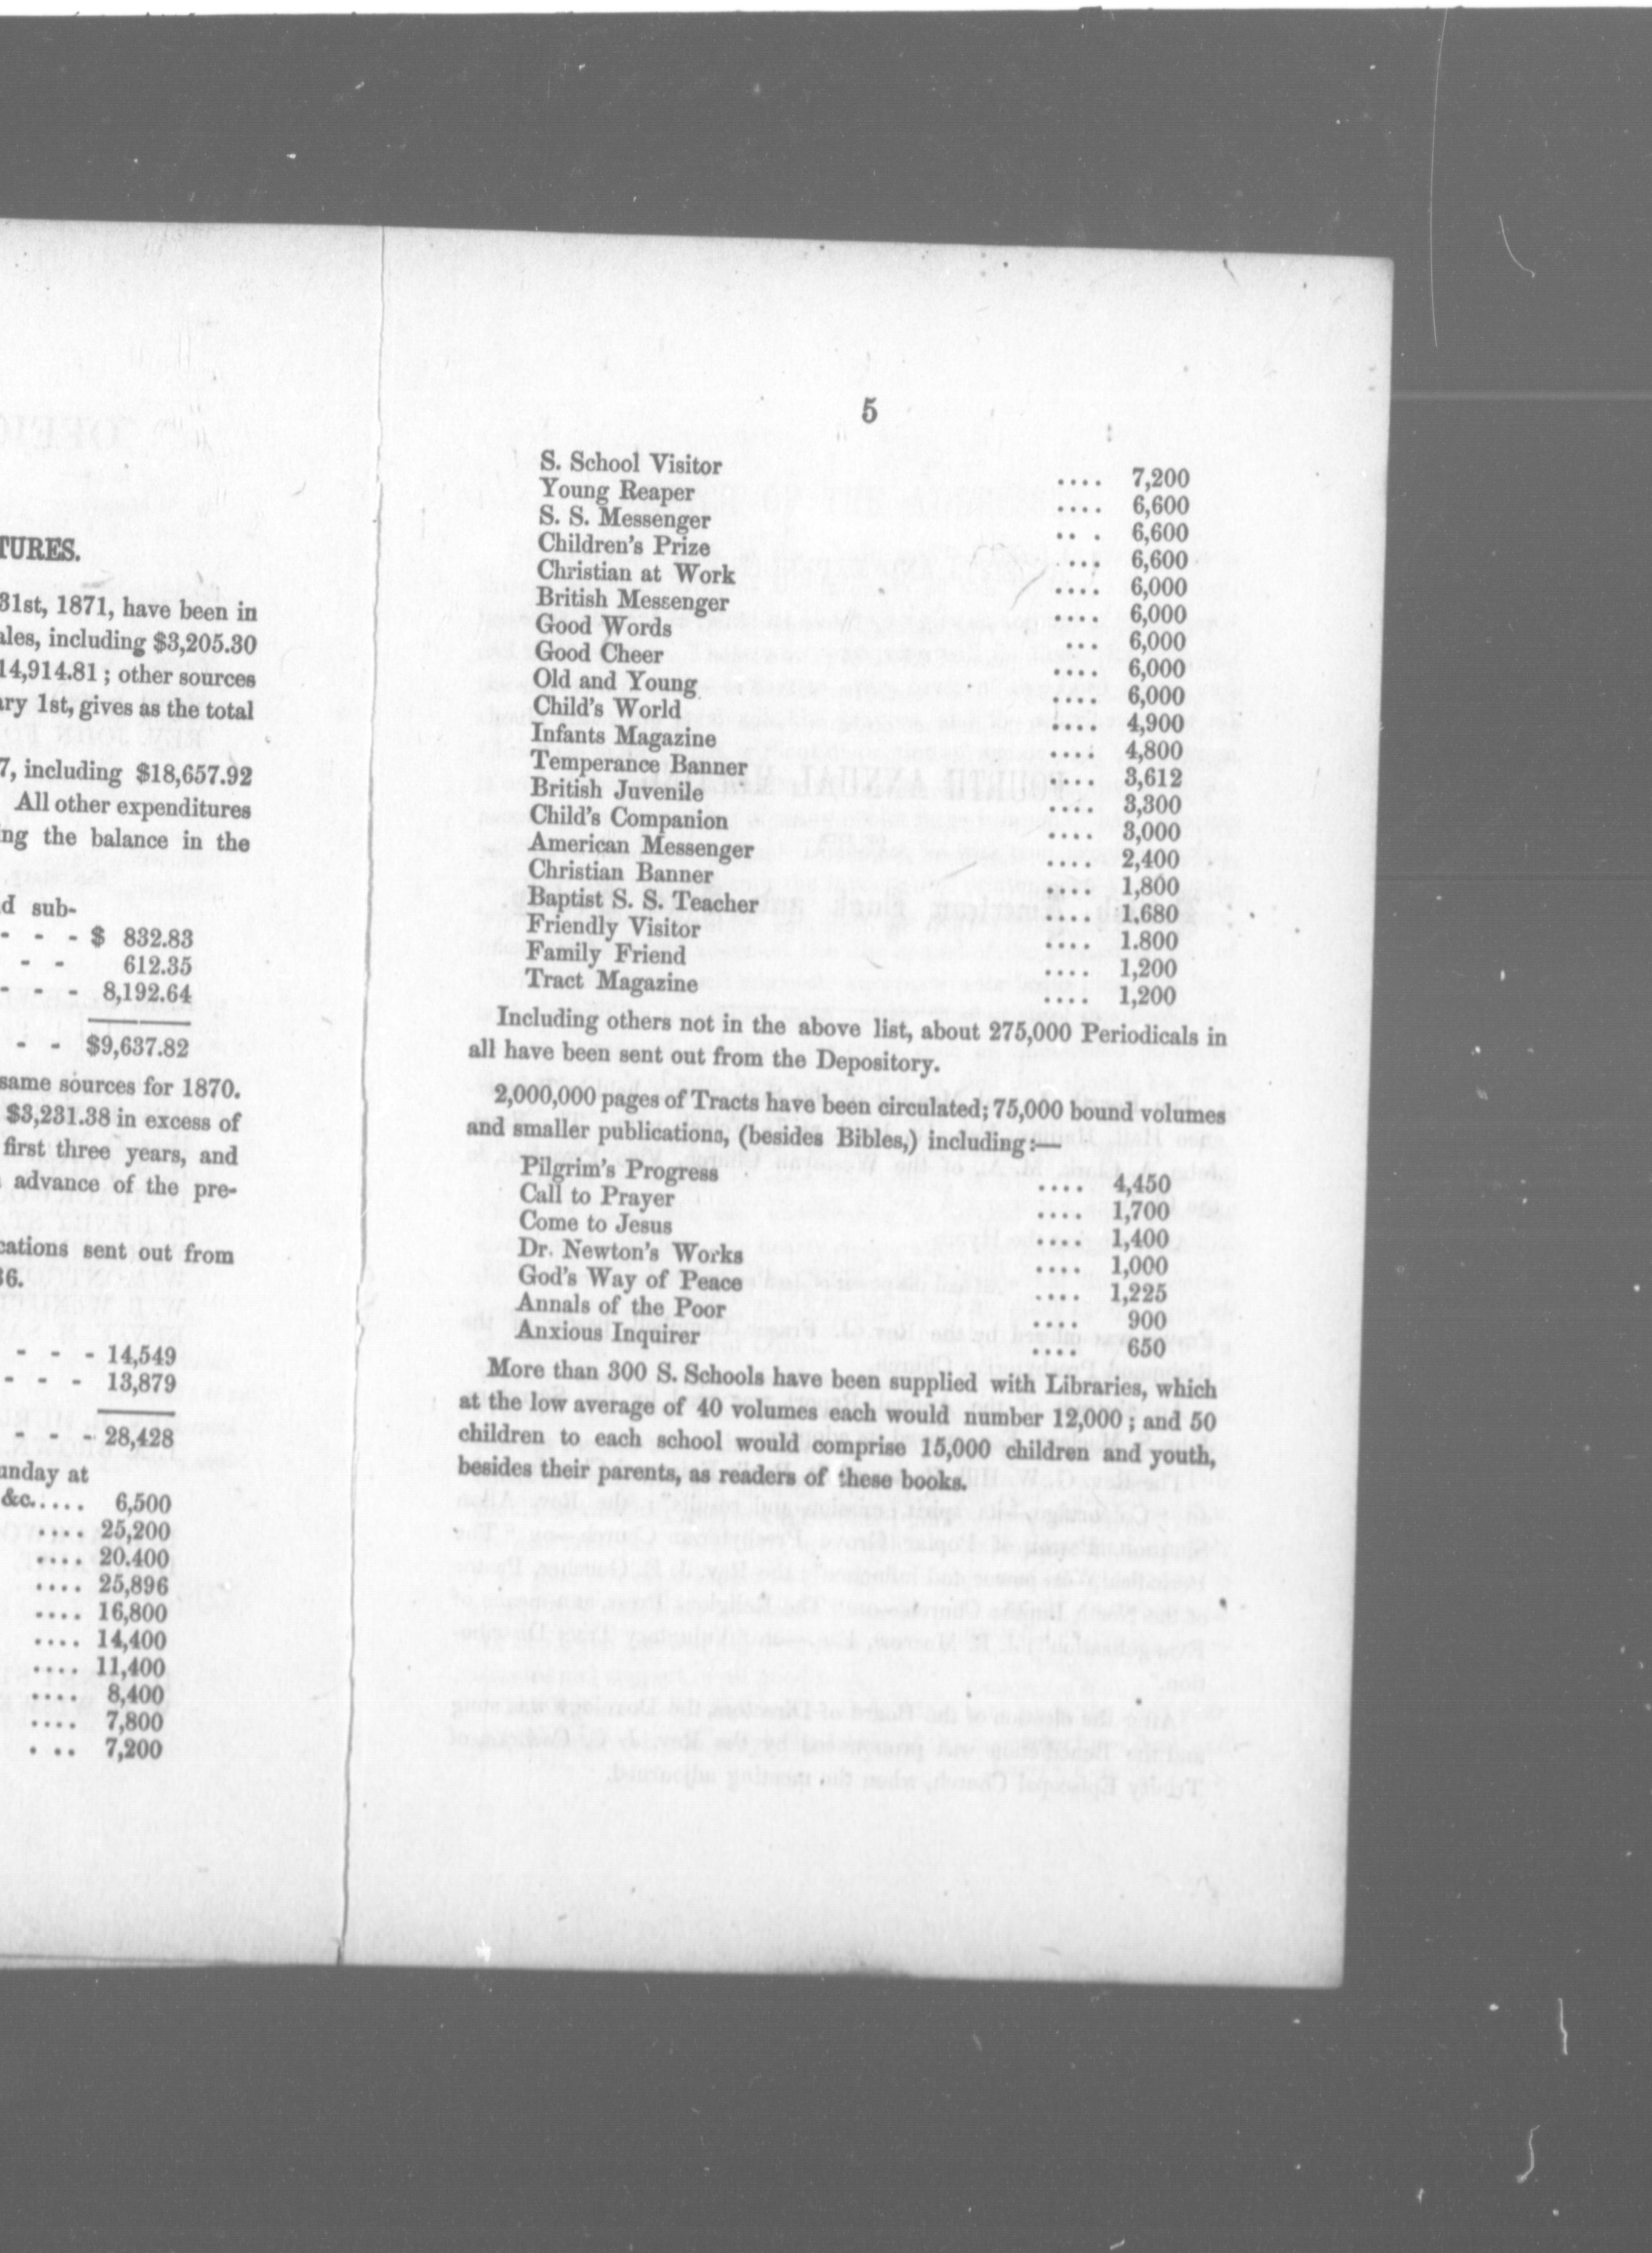 TURES.
31st, 1871, have been in
ales, including $3,205.30
14,914.81 ; other sources
ary 1st, gives as the total
7, including $18,657.92
All other expenditures
ing the balance in the
d sub-
- - - $ 832.83
- - 612.35
- - - 8,192.64
- - $9,637.82
same sources for 1870.
$3,231.38 in excess of
first three years, and
advance of the pre-
cations sent out from
36.
- - - 14,549
- - - 13,879
- - - 28,428
unday at
&c..... 6,500
.... 25,200
.... 20.400
.... 25,896
.... 16,800
.... 14,400
.... 11,400
.... 8,400
.... 7,800
. .. 7,200
5
S. School Visitor .... 7,200
Young Reaper .... 6,600
S. S. Messenger .. . 6,600
Children's Prize ... 6,600
Christian at Work .... 6,000
British Messenger .... 6,000
Good Words ... 6,000
Good Cheer .... 6,000
Old and Young .... 6,000
Child's World .... 4,900
Infants Magazine .... 4,800
Temperance Banner .... 3,612
British Juvenile .... 3,300
Child's Companion .... 3,000
American Messenger .... 2,400
Christian Banner .... 1,800
Baptist S. S. Teacher .... 1,680
Friendly Visitor .... 1.800
Family Friend .... 1,200
Tract Magazine .... 1,200
Including others not in the above list, about 275,000 Periodicals in
all have been sent out from the Depository.
2,000,000 pages of Tracts have been circulated; 75,000 bound volumes
and smaller publications, (besides Bibles,) including:—
Pilgrim's Progress .... 4,450
Call to Prayer .... 1,700
Come to Jesus .... 1,400
Dr. Newton's Works .... 1,000
God's Way of Peace .... 1,225
Annals of the Poor .... 900
Anxious Inquirer .... 650
More than 300 S. Schools have been supplied with Libraries, which
at the low average of 40 volumes each would number 12,000 ; and 50
children to each school would comprise 15,000 children and youth,
besides their parents, as readers of these books.